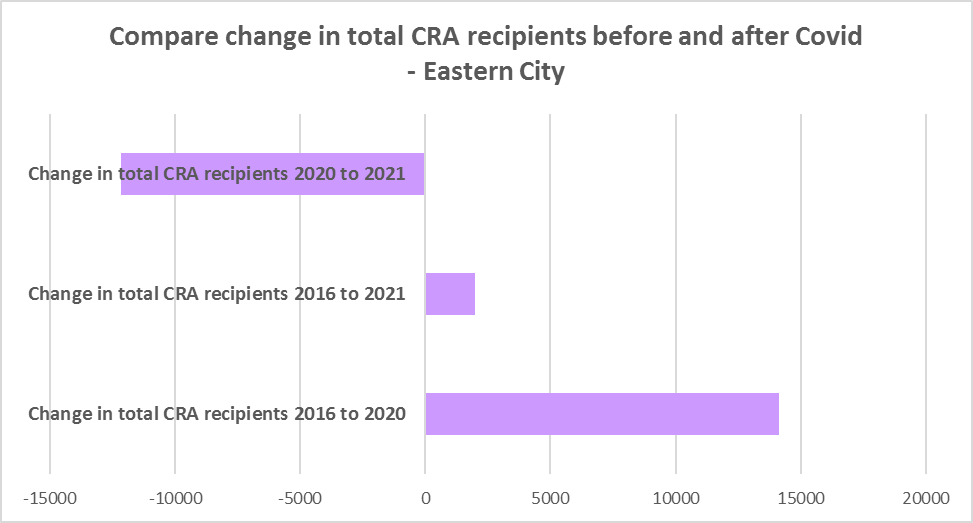 Compare change in total CRA recipients before and after Covid
- Eastern City
Change in total CRA recipients 2020 to 2021
Change in total CRA recipients 2016 to 2021
Change in total CRA recipients 2016 to 2020
-15000 -10000 -5000 0 5000 10000 15000 20000